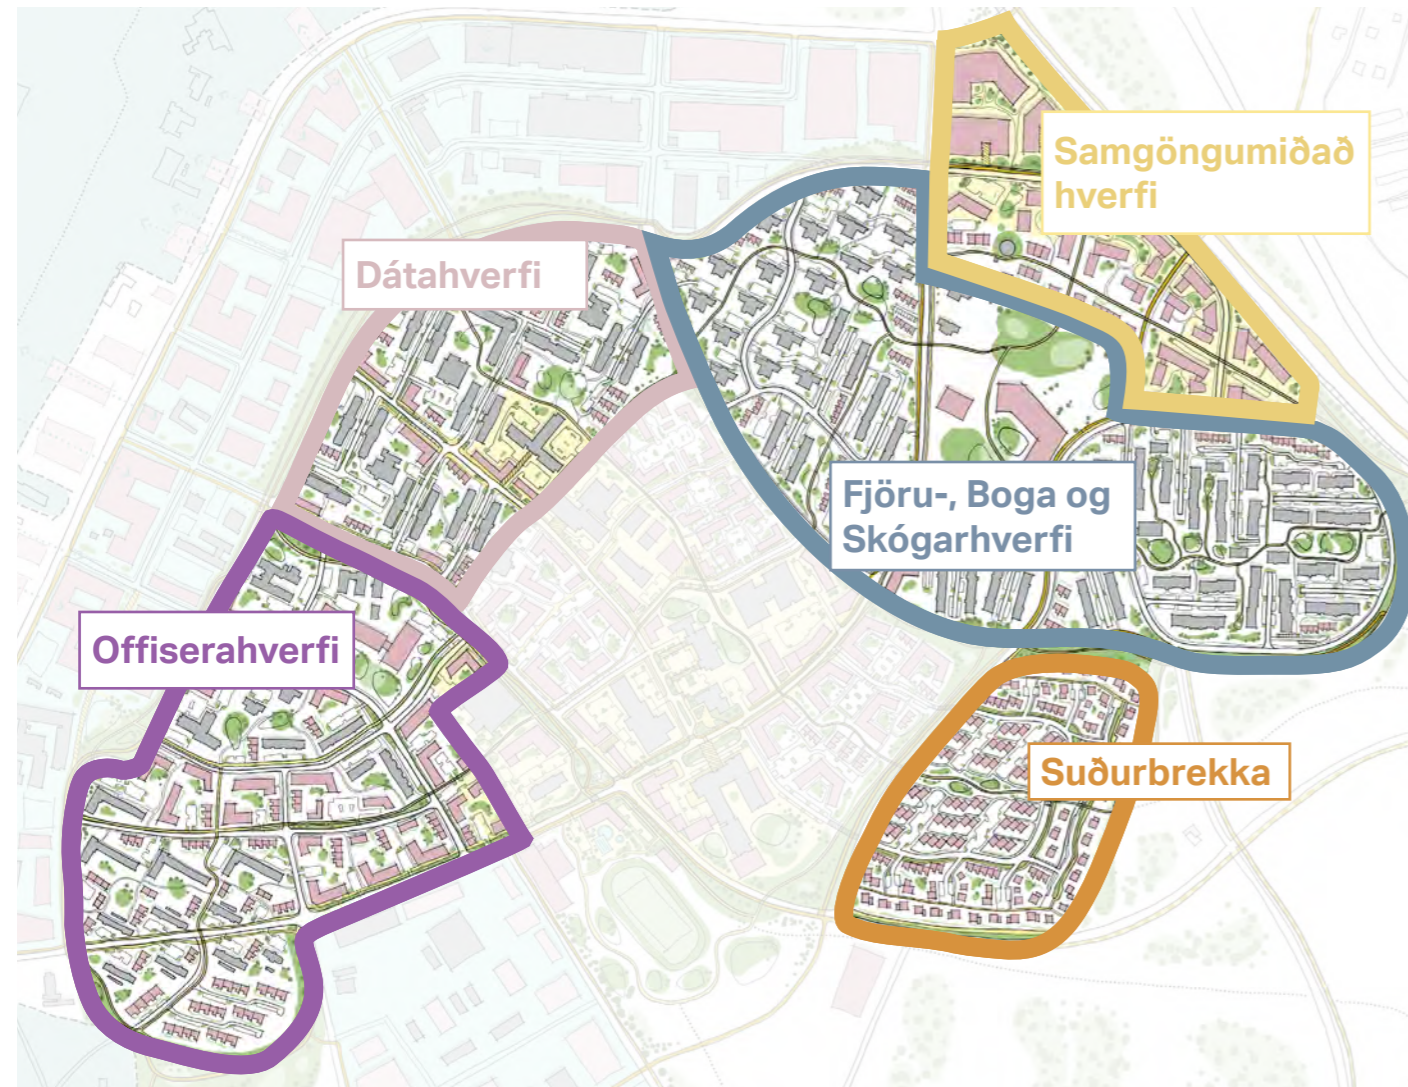 Samgöngumiðað
hverfi
Dátahverfi
Fjöru-, Boga og
Skógarhverfi
Offiserahverfi
Suðurbrekka